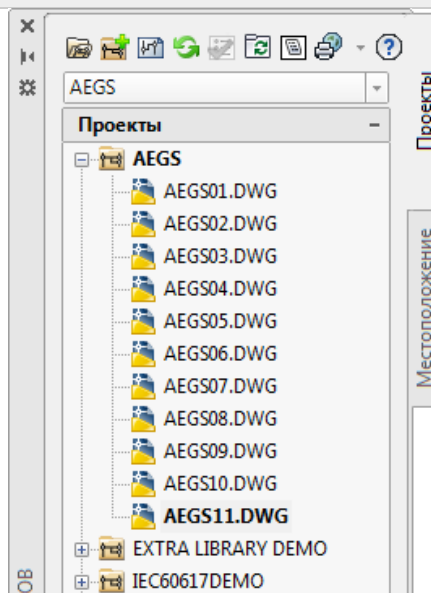 AEGS
Проекты
AEGS
AEGS01.DWG
AEGS02.DWG
AEGS03.DWG
AEGS04.DWG
AEGS05.DWG
AEGS06.DWG
AEGS07.DWG
AEGS08.DWG
AEGS09.DWG
AEGS10.DWG
AEGS11.DWG
EXTRA LIBRARY DEMO
IEC60617DEMO
Проекты
Местоположение
ОВ